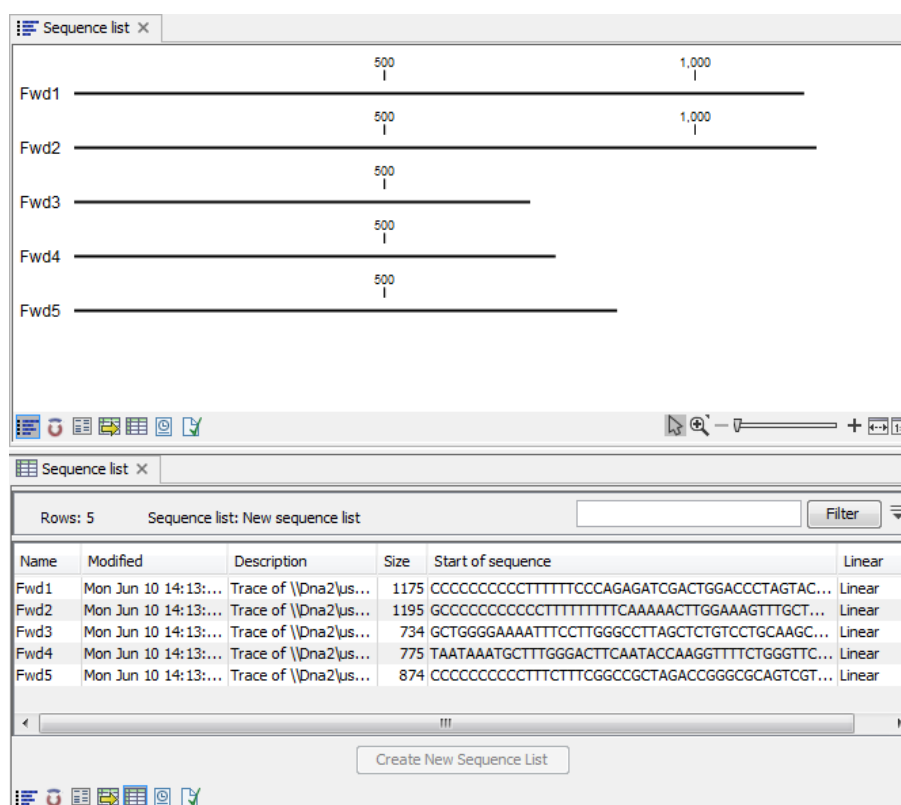 Sequence list
500 1,000
Fwd1
500 1,000
Fwd2
500
Fwd3
500
Fwd4
500
Fwd5
Sequence list
Rows: 5 Sequence list: New sequence list Filter
Name Modified Description Size Start of sequence Linear
Fwd1 Mon Jun 10 14:13:... Trace of \\Dna2\us... 1175 CCCCCCCCCCTTTTTTCCCAGAGATCGACTGGACCCTAGTAC... Linear
Fwd2 Mon Jun 10 14:13:... Trace of \\Dna2\us... 1195 GCCCCCCCCCCCTTTTTTTTTCAAAAACTTGGAAAGTTTGCT... Linear
Fwd3 Mon Jun 10 14:13:... Trace of \\Dna2\us... 734 GCTGGGGAAAATTTCCTTGGGCCTTAGCTCTGTCCTGCAAGC... Linear
Fwd4 Mon Jun 10 14:13:... Trace of \\Dna2\us... 775 TAATAAATGCTTTGGGACTTCAATACCAAGGTTTTCTGGGTTC... Linear
Fwd5 Mon Jun 10 14:13:... Trace of \\Dna2\us... 874 CCCCCCCCCCTTTCTTTCGGCCGCTAGACCGGGCGCAGTCGT... Linear
Create New Sequence List